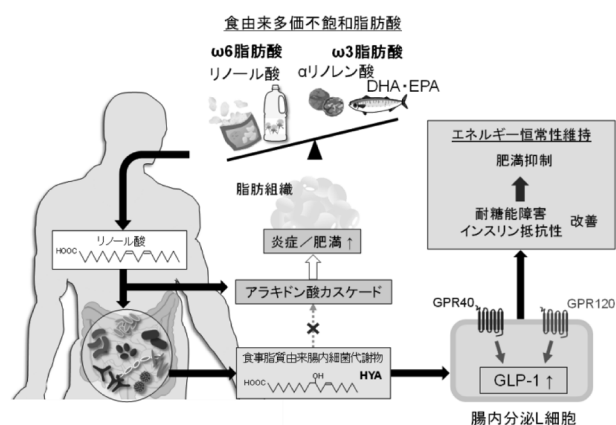 食由来多価不飽和脂肪酸
ω6脂肪酸
リノール酸
ω3脂肪酸
αリノレン酸
DHA・EPA
脂肪組織
炎症／肥満 ↑
アラキドン酸カスケード
リノール酸
HOOC
食事脂質由来腸内細菌代謝物
HOOC
OH
HYA
エネルギー恒常性維持
肥満抑制
耐糖能障害
インスリン抵抗性
改善
GPR40
GPR120
GLP-1 ↑
腸内分泌L細胞